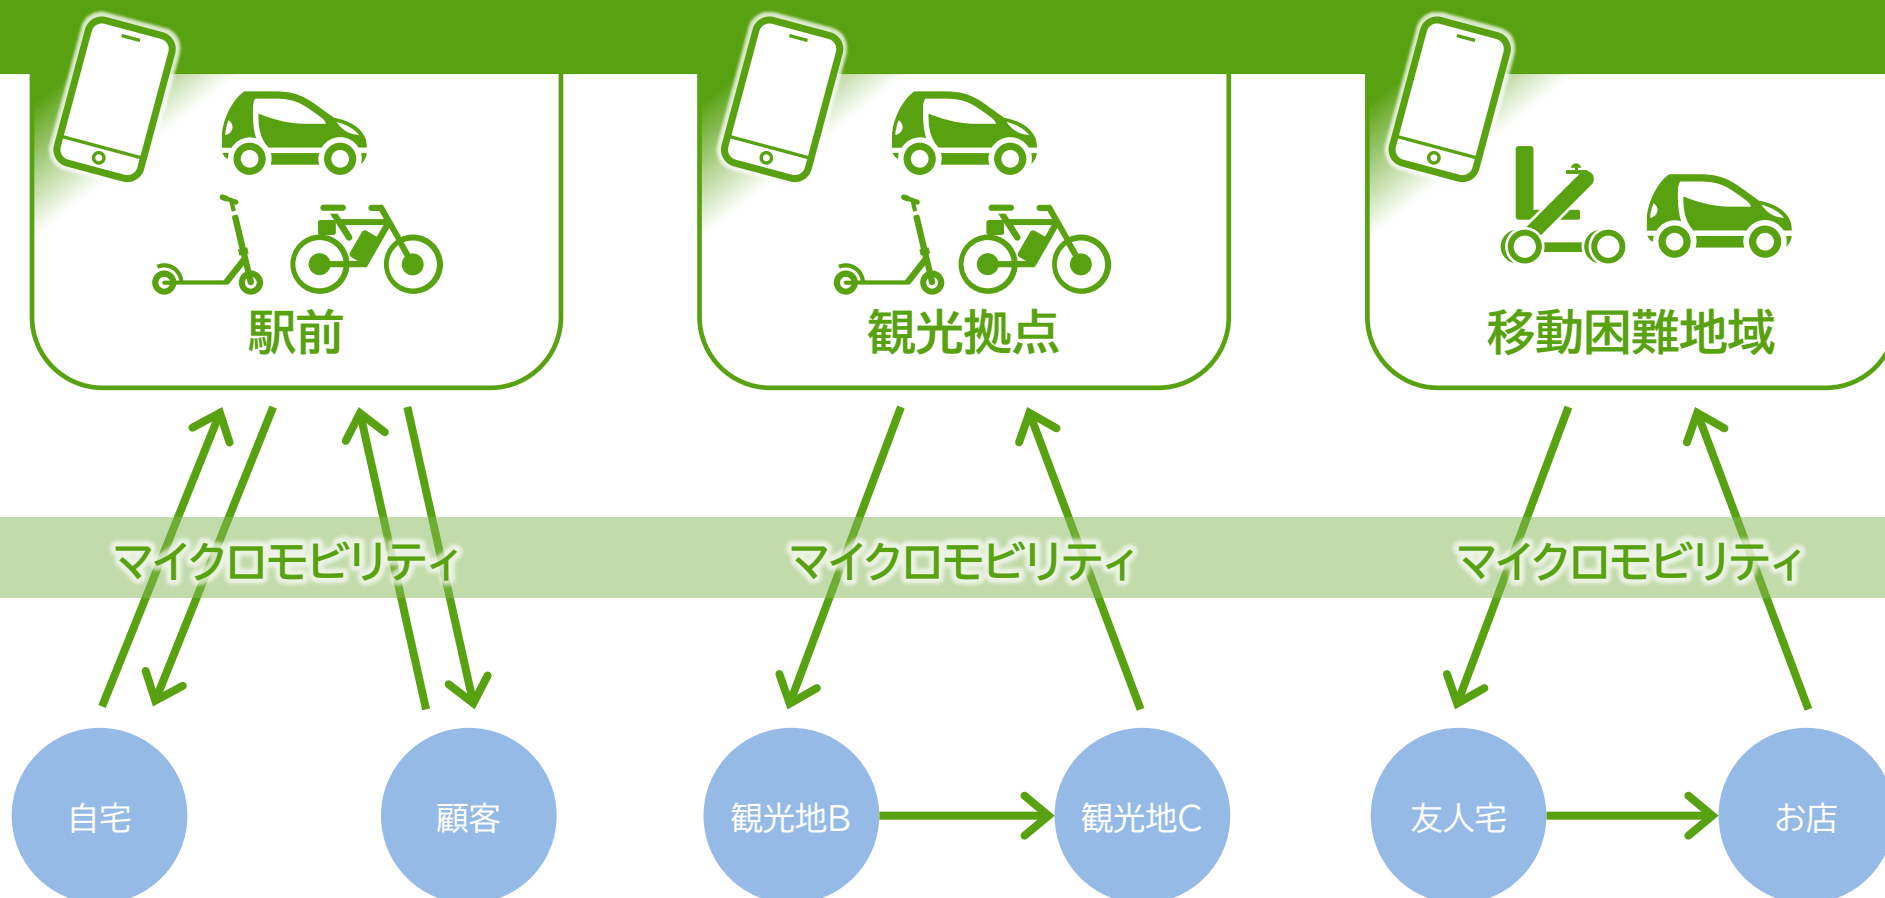 駅前
観光拠点
移動困難地域
マイクロモビリティ
マイクロモビリティ
マイクロモビリティ
自宅
顧客
観光地B
観光地C
友人宅
お店